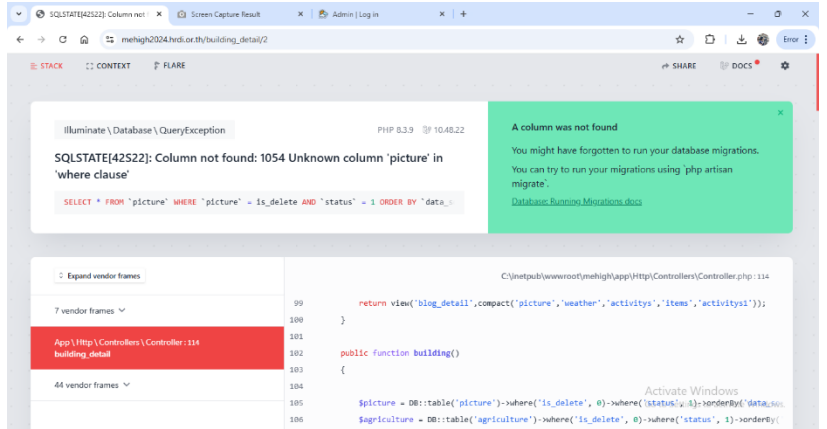 SQLSTATE[42S22]: Column not
Screen Capture Result
Admin | Log in
mehigh2024.hrdi.or.th/building_detail/2
Error
STACK
CONTEXT
FLARE
SHARE
DOCS
Illuminate \ Database \ QueryException
PHP 8.3.9
10.48.22
SQLSTATE[42S22]: Column not found: 1054 Unknown column 'picture' in
'where clause'
SELECT * FROM `picture` WHERE `picture` = is_delete AND `status` = 1 ORDER BY `data_s
A column was not found
You might have forgotten to run your database migrations.
You can try to run your migrations using `php artisan
migrate`.
Database: Running Migrations docs
Expand vendor frames
7 vendor frames
App \ Http \ Controllers \ Controller : 114
building_detail
44 vendor frames
C:\inetpub\wwwroot\mehigh\app\Http\Controllers\Controller.php : 114
99 return view('blog_detail',compact('picture','weather','activitys','items','activitys1'));
100 }
101
102 public function building()
103 {
104
105 $picture = DB::table('picture')->where('is_delete', 0)->where('status', 1)->orderBy('data_
106 $agriculture = DB::table('agriculture')->where('is_delete', 0)->where('status', 1)->orderBy(
Activate Windows